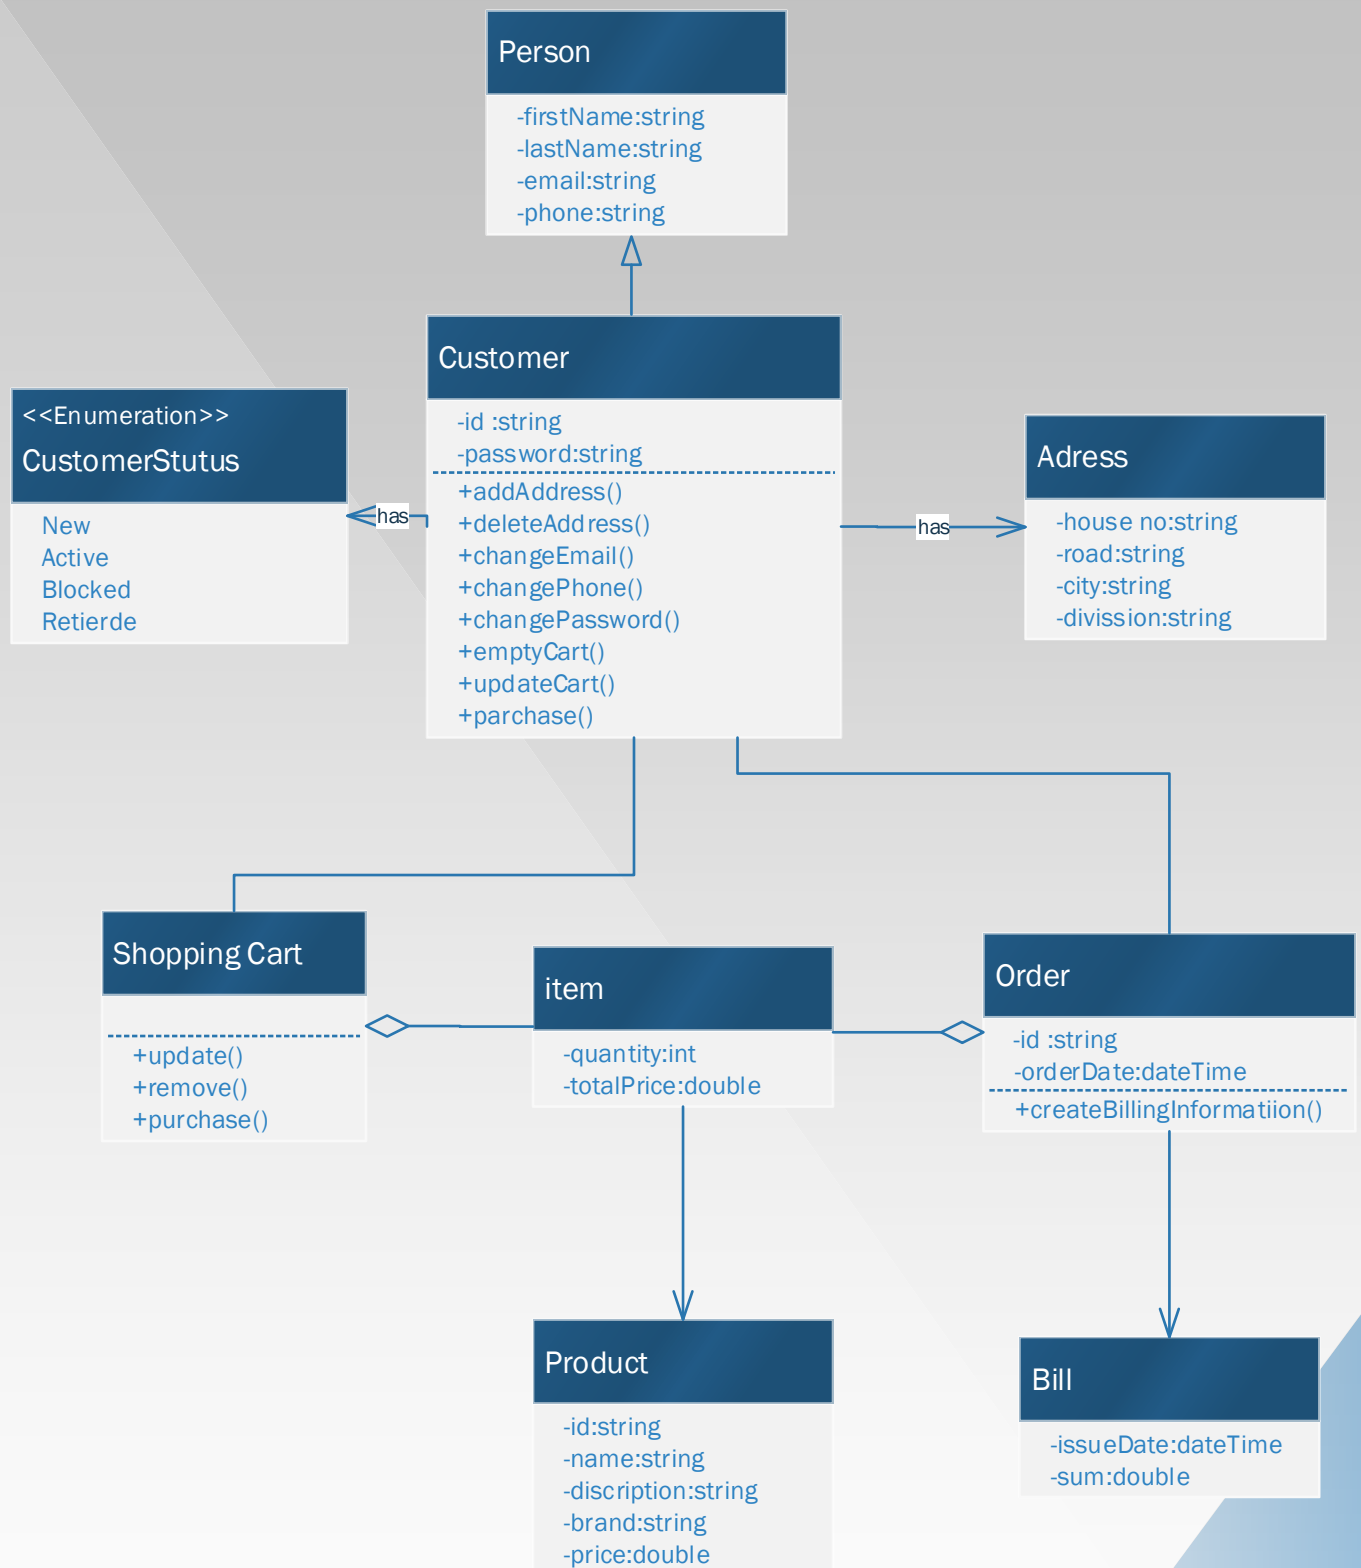 Person
-firstName:string
-lastName:string
-email:string
-phone:string
Customer
-id :string
-password:string
+addAddress()
+deleteAddress()
+changeEmail()
+changePhone()
+changePassword()
+emptyCart()
+updateCart()
+parchase()
<<Enumeration>>
CustomerStutus
New
Active
Blocked
Retierde
has
has
Adress
-house no:string
-road:string
-city:string
-divission:string
Shopping Cart
+update()
+remove()
+purchase()
item
-quantity:int
-totalPrice:double
Order
-id :string
-orderDate:dateTime
+createBillingInformatiion()
Product
-id:string
-name:string
-discription:string
-brand:string
-price:double
Bill
-issueDate:dateTime
-sum:double